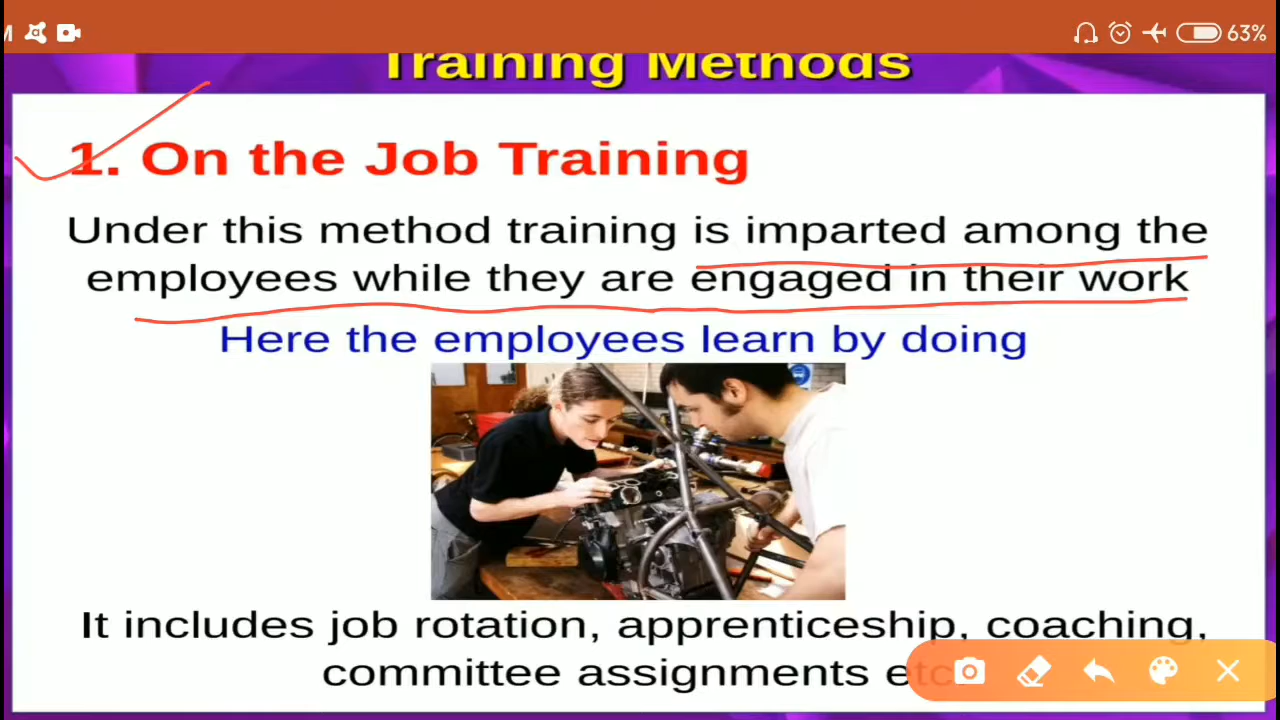 63%
Training Methods
1. On the Job Training
Under this method training is imparted among the
employees while they are engaged in their work
Here the employees learn by doing
It includes job rotation, apprenticeship, coaching,
committee assignments etc